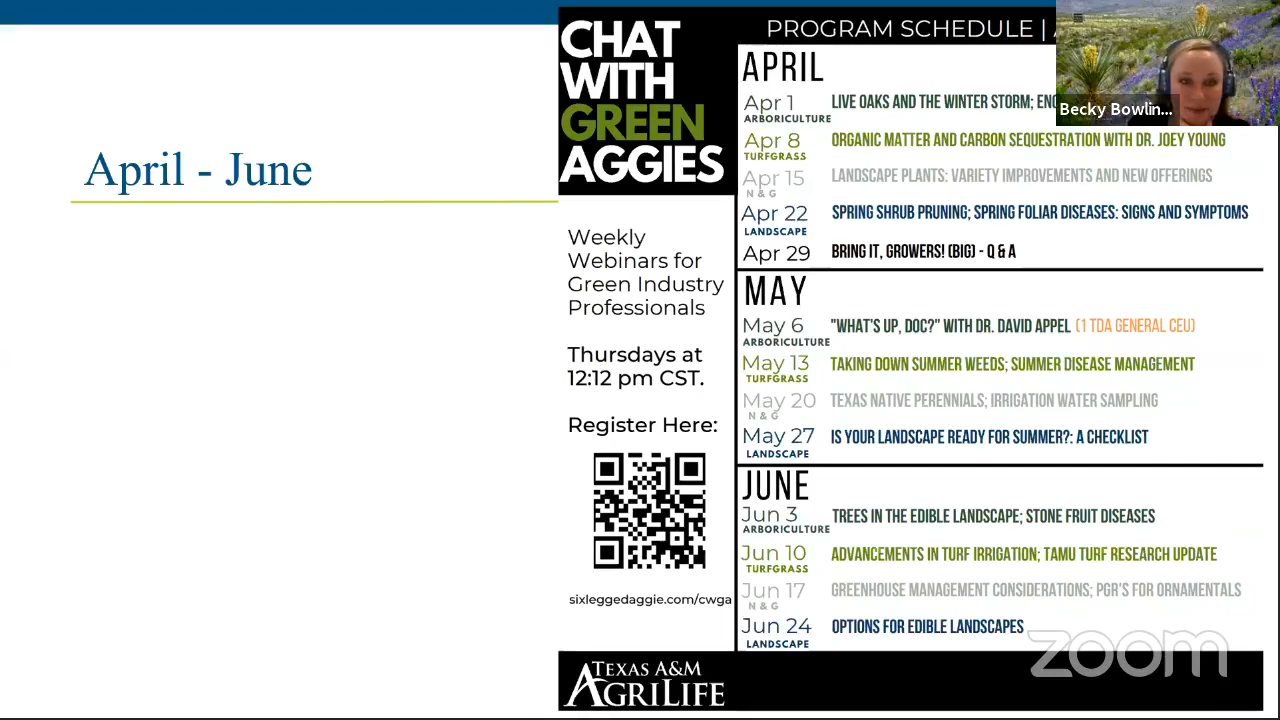 April - June
CHAT
WITH
GREEN
AGGIES
Weekly
Webinars for
Green Industry
Professionals
Thursdays at
12:12 pm CST.
Register Here:
sixleggedaggie.com/cwga
PROGRAM SCHEDULE |
APRIL
Apr 1 LIVE OAKS AND THE WINTER STORM;
ARBORICULTURE
Apr 8 ORGANIC MATTER AND CARBON SEQUESTRATION WITH DR. JOEY YOUNG
TURFGRASS
Apr 15 LANDSCAPE PLANTS: VARIETY IMPROVEMENTS AND NEW OFFERINGS
N & G
Apr 22 SPRING SHRUB PRUNING; SPRING FOLIAR DISEASES: SIGNS AND SYMPTOMS
LANDSCAPE
Apr 29 BRING IT, GROWERS! (BIG) - Q & A
MAY
May 6 "WHAT'S UP, DOC?" WITH DR. DAVID APPEL (1 TDA GENERAL CEU)
ARBORICULTURE
May 13 TAKING DOWN SUMMER WEEDS; SUMMER DISEASE MANAGEMENT
TURFGRASS
May 20 TEXAS NATIVE PERENNIALS; IRRIGATION WATER SAMPLING
N & G
May 27 IS YOUR LANDSCAPE READY FOR SUMMER?: A CHECKLIST
LANDSCAPE
JUNE
Jun 3 TREES IN THE EDIBLE LANDSCAPE; STONE FRUIT DISEASES
ARBORICULTURE
Jun 10 ADVANCEMENTS IN TURF IRRIGATION; TAMU TURF RESEARCH UPDATE
TURFGRASS
Jun 17 GREENHOUSE MANAGEMENT CONSIDERATIONS; PGR'S FOR ORNAMENTALS
N & G
Jun 24 OPTIONS FOR EDIBLE LANDSCAPES
LANDSCAPE
TEXAS A&M
AGRILIFE
Becky Bowlin...
zoom